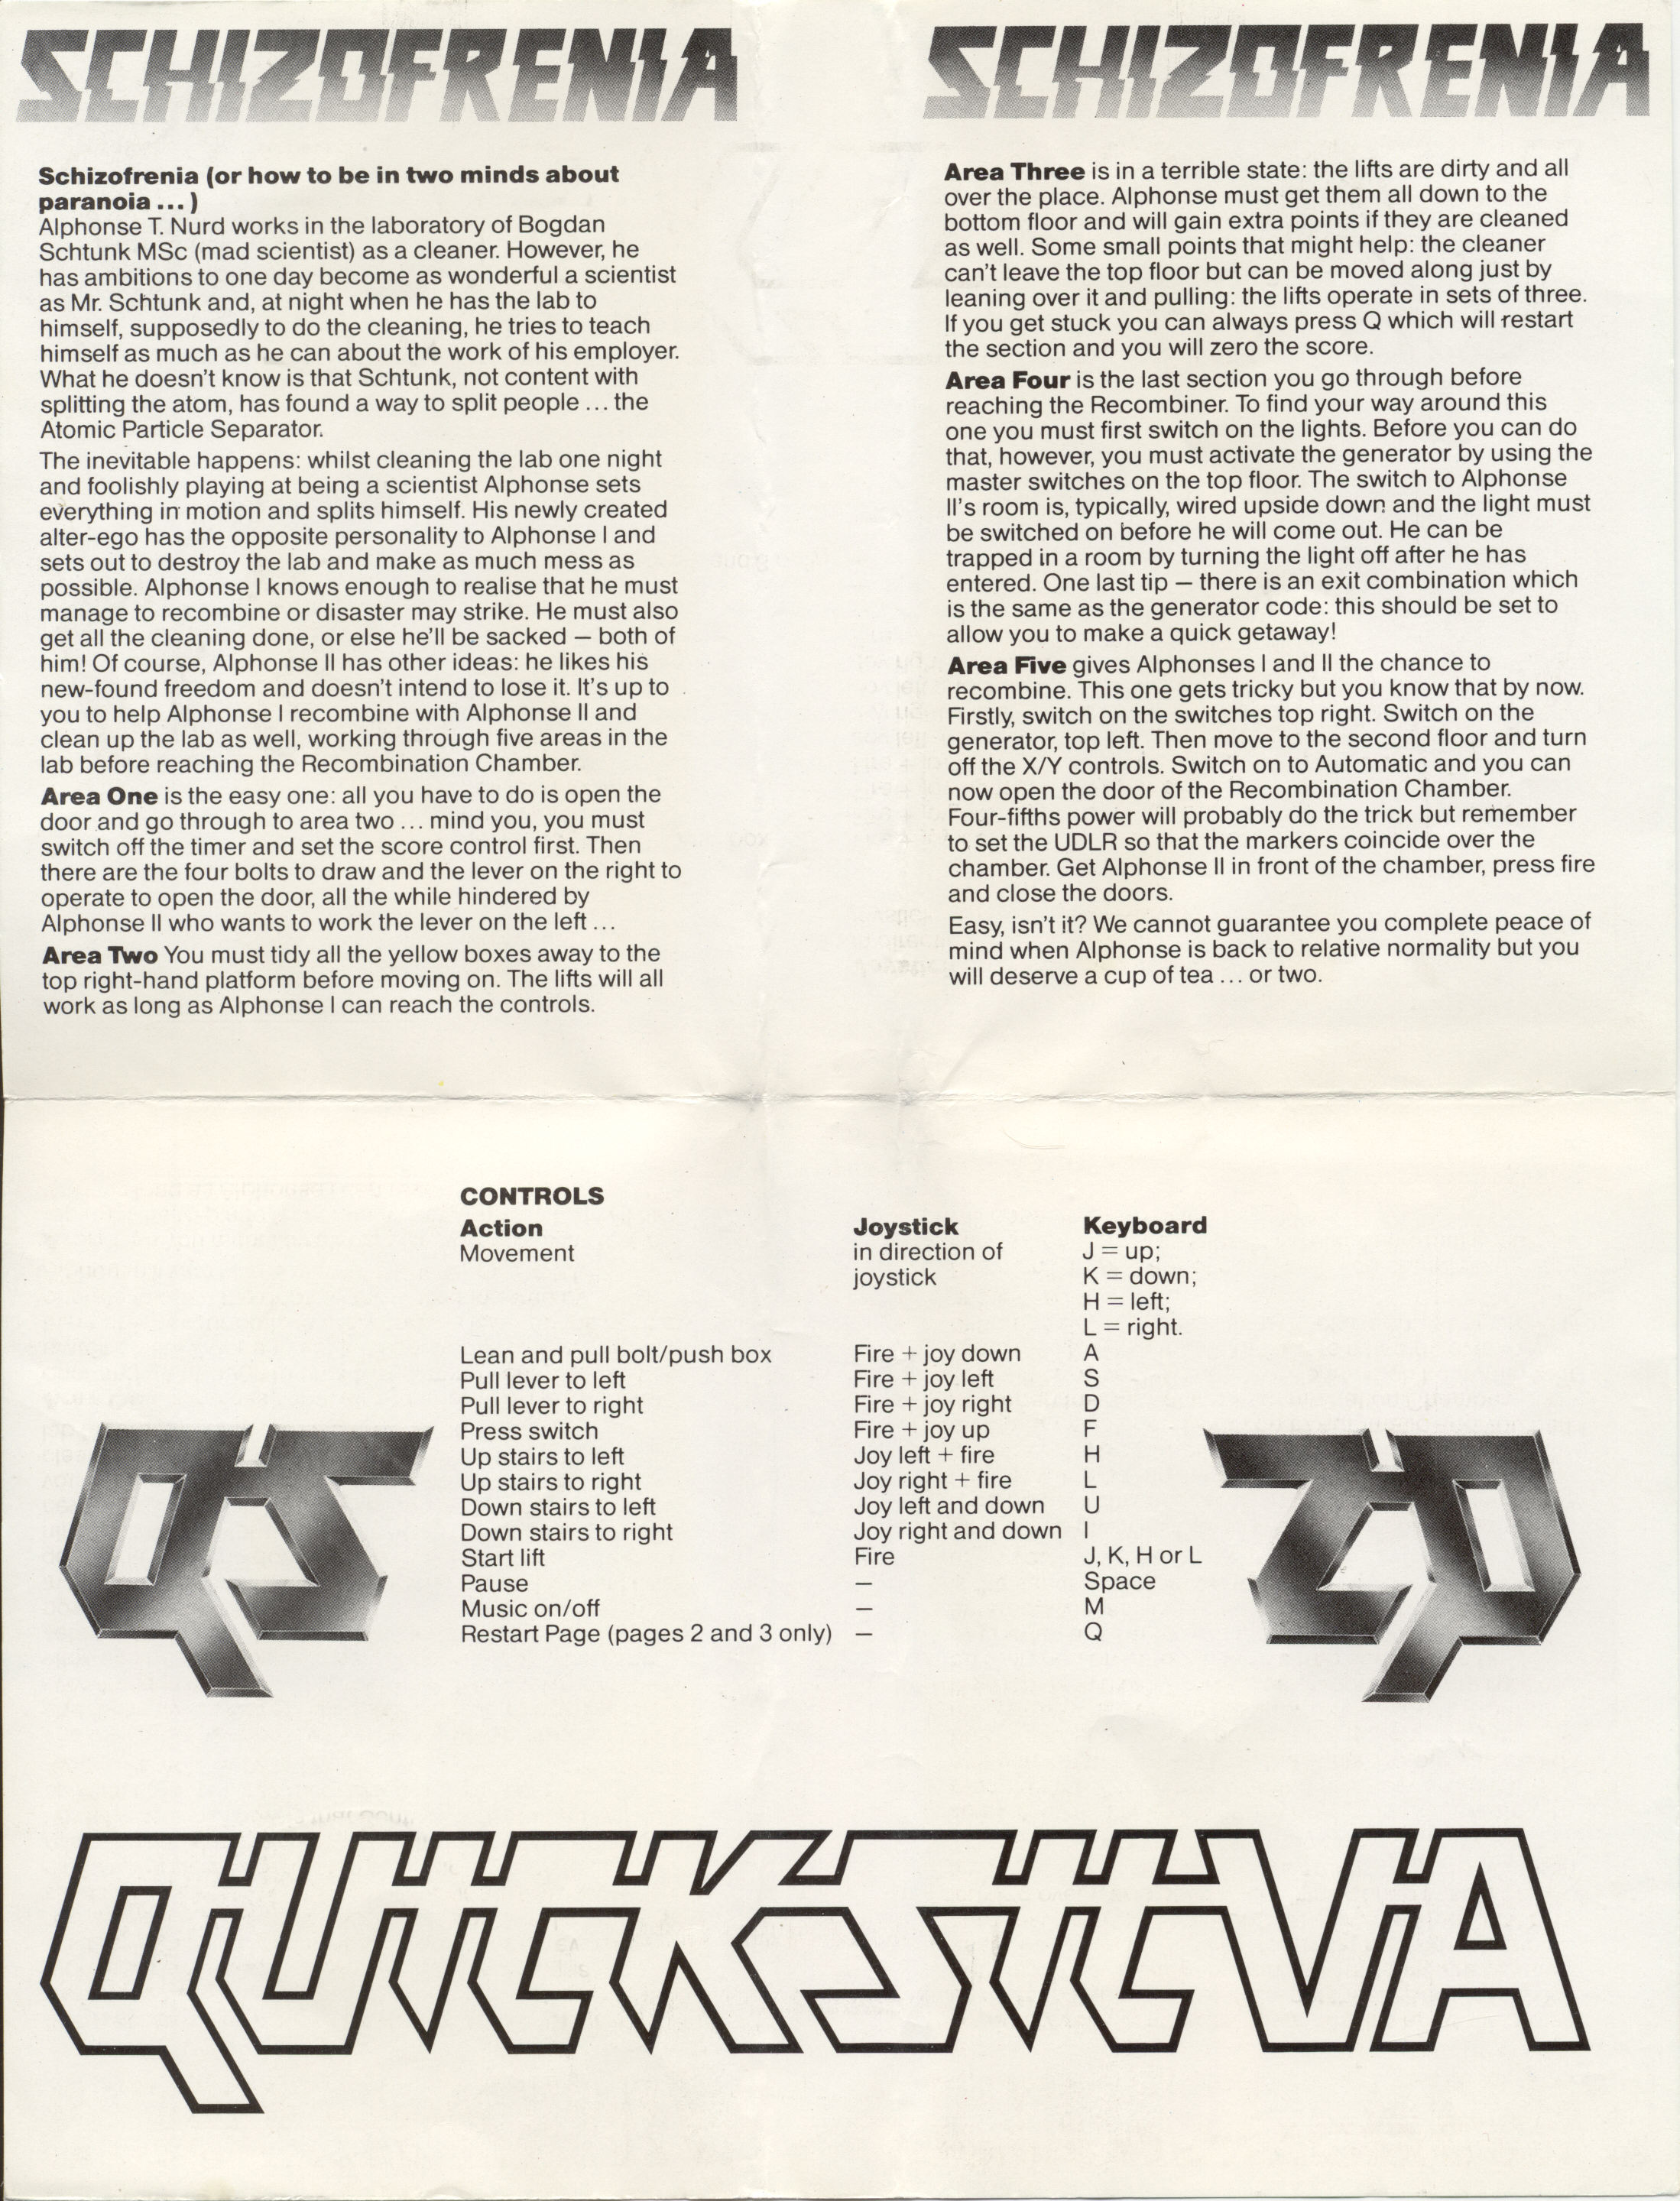 SCHIZOFRENIA
Schizofrenia (or how to be in two minds about
paranoia ... )
Alphonse T. Nurd works in the laboratory of Bogdan
Schtunk MSc (mad scientist) as a cleaner. However, he
has ambitions to one day become as wonderful a scientist
as Mr. Schtunk and, at night when he has the lab to
himself, supposedly to do the cleaning, he tries to teach
himself as much as he can about the work of his employer.
What he doesn't know is that Schtunk, not content with
splitting the atom, has found a way to split people ... the
Atomic Particle Separator.
The inevitable happens: whilst cleaning the lab one night
and foolishly playing at being a scientist Alphonse sets
everything in motion and splits himself. His newly created
alter-ego has the opposite personality to Alphonse I and
sets out to destroy the lab and make as much mess as
possible. Alphonse I knows enough to realise that he must
manage to recombine or disaster may strike. He must also
get all the cleaning done, or else he'll be sacked – both of
him! Of course, Alphonse II has other ideas: he likes his
new-found freedom and doesn't intend to lose it. It's up to
you to help Alphonse I recombine with Alphonse II and
clean up the lab as well, working through five areas in the
lab before reaching the Recombination Chamber.
Area One is the easy one: all you have to do is open the
door and go through to area two ... mind you, you must
switch off the timer and set the score control first. Then
there are the four bolts to draw and the lever on the right to
operate to open the door, all the while hindered by
Alphonse II who wants to work the lever on the left ...
Area Two You must tidy all the yellow boxes away to the
top right-hand platform before moving on. The lifts will all
work as long as Alphonse I can reach the controls.
SCHIZOFRENIA
Area Three is in a terrible state: the lifts are dirty and all
over the place. Alphonse must get them all down to the
bottom floor and will gain extra points if they are cleaned
as well. Some small points that might help: the cleaner
can't leave the top floor but can be moved along just by
leaning over it and pulling: the lifts operate in sets of three.
If you get stuck you can always press Q which will restart
the section and you will zero the score.
Area Four is the last section you go through before
reaching the Recombiner. To find your way around this
one you must first switch on the lights. Before you can do
that, however, you must activate the generator by using the
master switches on the top floor. The switch to Alphonse
II's room is, typically, wired upside down and the light must
be switched on before he will come out. He can be
trapped in a room by turning the light off after he has
entered. One last tip – there is an exit combination which
is the same as the generator code: this should be set to
allow you to make a quick getaway!
Area Five gives Alphonses I and II the chance to
recombine. This one gets tricky but you know that by now.
Firstly, switch on the switches top right. Switch on the
generator, top left. Then move to the second floor and turn
off the X/Y controls. Switch on to Automatic and you can
now open the door of the Recombination Chamber.
Four-fifths power will probably do the trick but remember
to set the UDLR so that the markers coincide over the
chamber. Get Alphonse II in front of the chamber, press fire
and close the doors.
Easy, isn't it? We cannot guarantee you complete peace of
mind when Alphonse is back to relative normality but you
will deserve a cup of tea ... or two.
CONTROLS
Action Joystick Keyboard
Movement in direction of J = up;
joystick K = down;
H = left;
L = right.
Lean and pull bolt/push box Fire + joy down A
Pull lever to left Fire + joy left S
Pull lever to right Fire + joy right D
Press switch Fire + joy up F
Up stairs to left Joy left + fire H
Up stairs to right Joy right + fire L
Down stairs to left Joy left and down U
Down stairs to right Joy right and down I
Start lift Fire J, K, H or L
Pause – Space
Music on/off – M
Restart Page (pages 2 and 3 only) – Q
QS
QS
QUICKSILVA